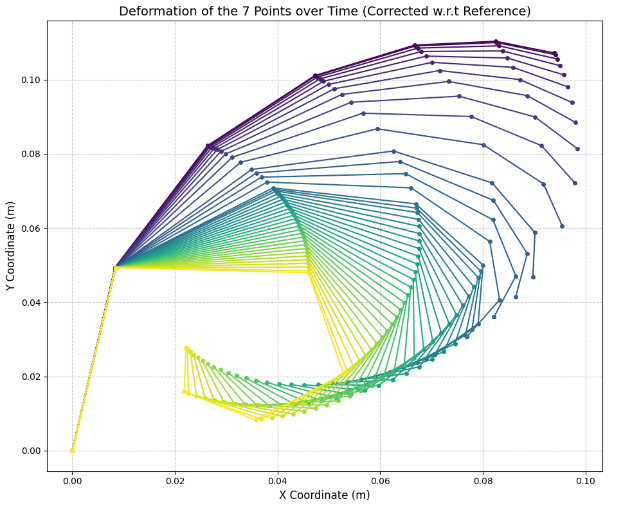 Deformation of the 7 Points over Time (Corrected w.r.t Reference)
0.10
0.08
0.06
0.04
0.02
0.00
Y Coordinate (m)
0.00 0.02 0.04 0.06 0.08 0.10
X Coordinate (m)